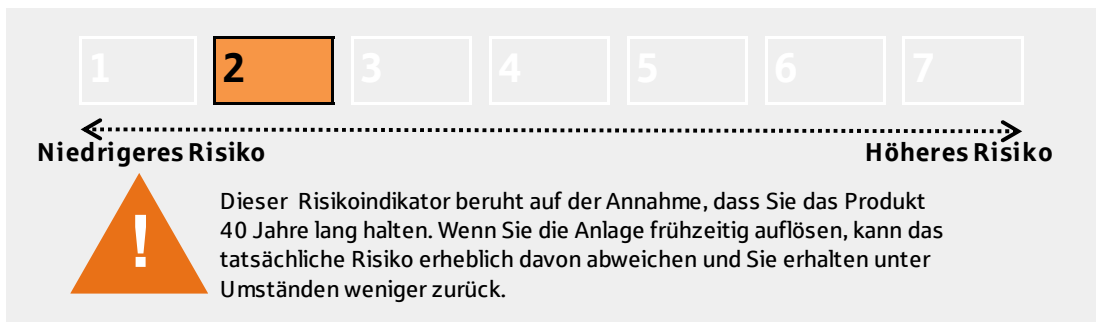 1 2 3 4 5 6 7
Niedrigeres Risiko Höheres Risiko
!
Dieser Risikoindikator beruht auf der Annahme, dass Sie das Produkt
40 Jahre lang halten. Wenn Sie die Anlage frühzeitig auflösen, kann das
tatsächliche Risiko erheblich davon abweichen und Sie erhalten unter
Umständen weniger zurück.